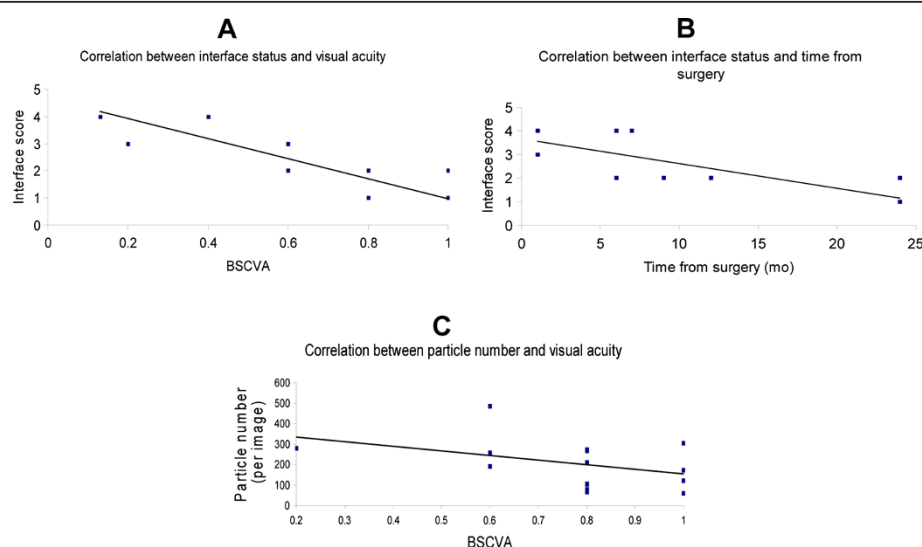 A
Correlation between interface status and visual acuity
Interface score
5
4
3
2
1
0
0 0.2 0.4 0.6 0.8 1
BSCVA
B
Correlation between interface status and time from
surgery
Interface score
5
4
3
2
1
0
0 5 10 15 20 25
Time from surgery (mo)
C
Correlation between particle number and visual acuity
Particle number
(per image)
600
500
400
300
200
100
0
0.2 0.3 0.4 0.5 0.6 0.7 0.8 0.9 1
BSCVA